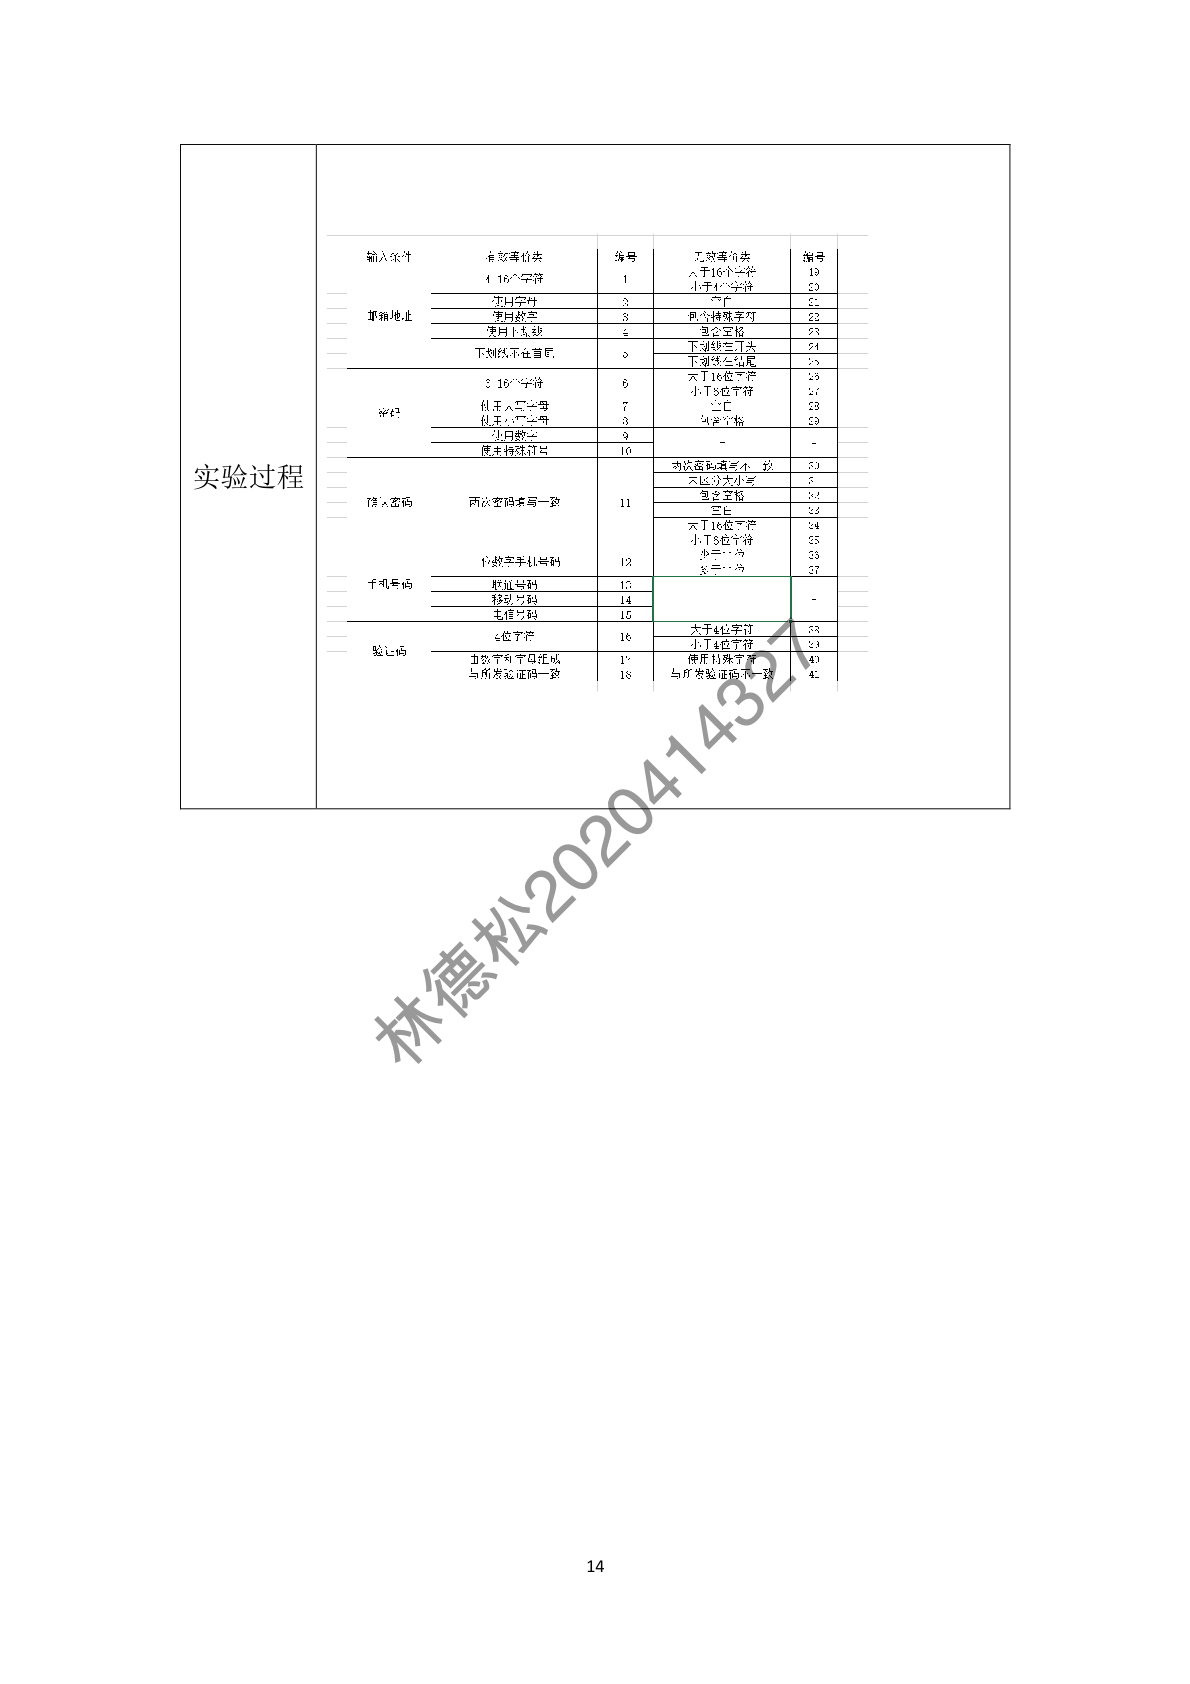 输入条件 有效等价类 编号 无效等价类 编号
4-16个字符 1 大于16个字符 19
小于4个字符 20
使用字母 2 空白 21
邮箱地址 使用数字 3 包含特殊字符 22
使用下划线 4 包含空格 23
下划线不在首尾 5 下划线在开头 24
下划线在结尾 25
6-16个字符 6 大于16位字符 26
小于6位字符 27
密码 使用大写字母 7 空白 28
使用小写字母 8 包含空格 29
使用数字 9 - -
使用特殊符号 10
实验过程
两次密码填写不一致 30
未区分大小写 31
确认密码 两次密码填写一致 11 包含空格 32
空白 33
大于16位字符 34
小于6位字符 35
位数字手机号码 12 少于11位 36
多于11位 37
手机号码 联通号码 13 -
移动号码 14
电信号码 15
验证码 4位字符 16 大于4位字符 38
小于4位字符 39
由数字和字母组成 17 使用特殊字符 40
与所发验证码一致 18 与所发验证码不一致 41
林德松2020414327
14